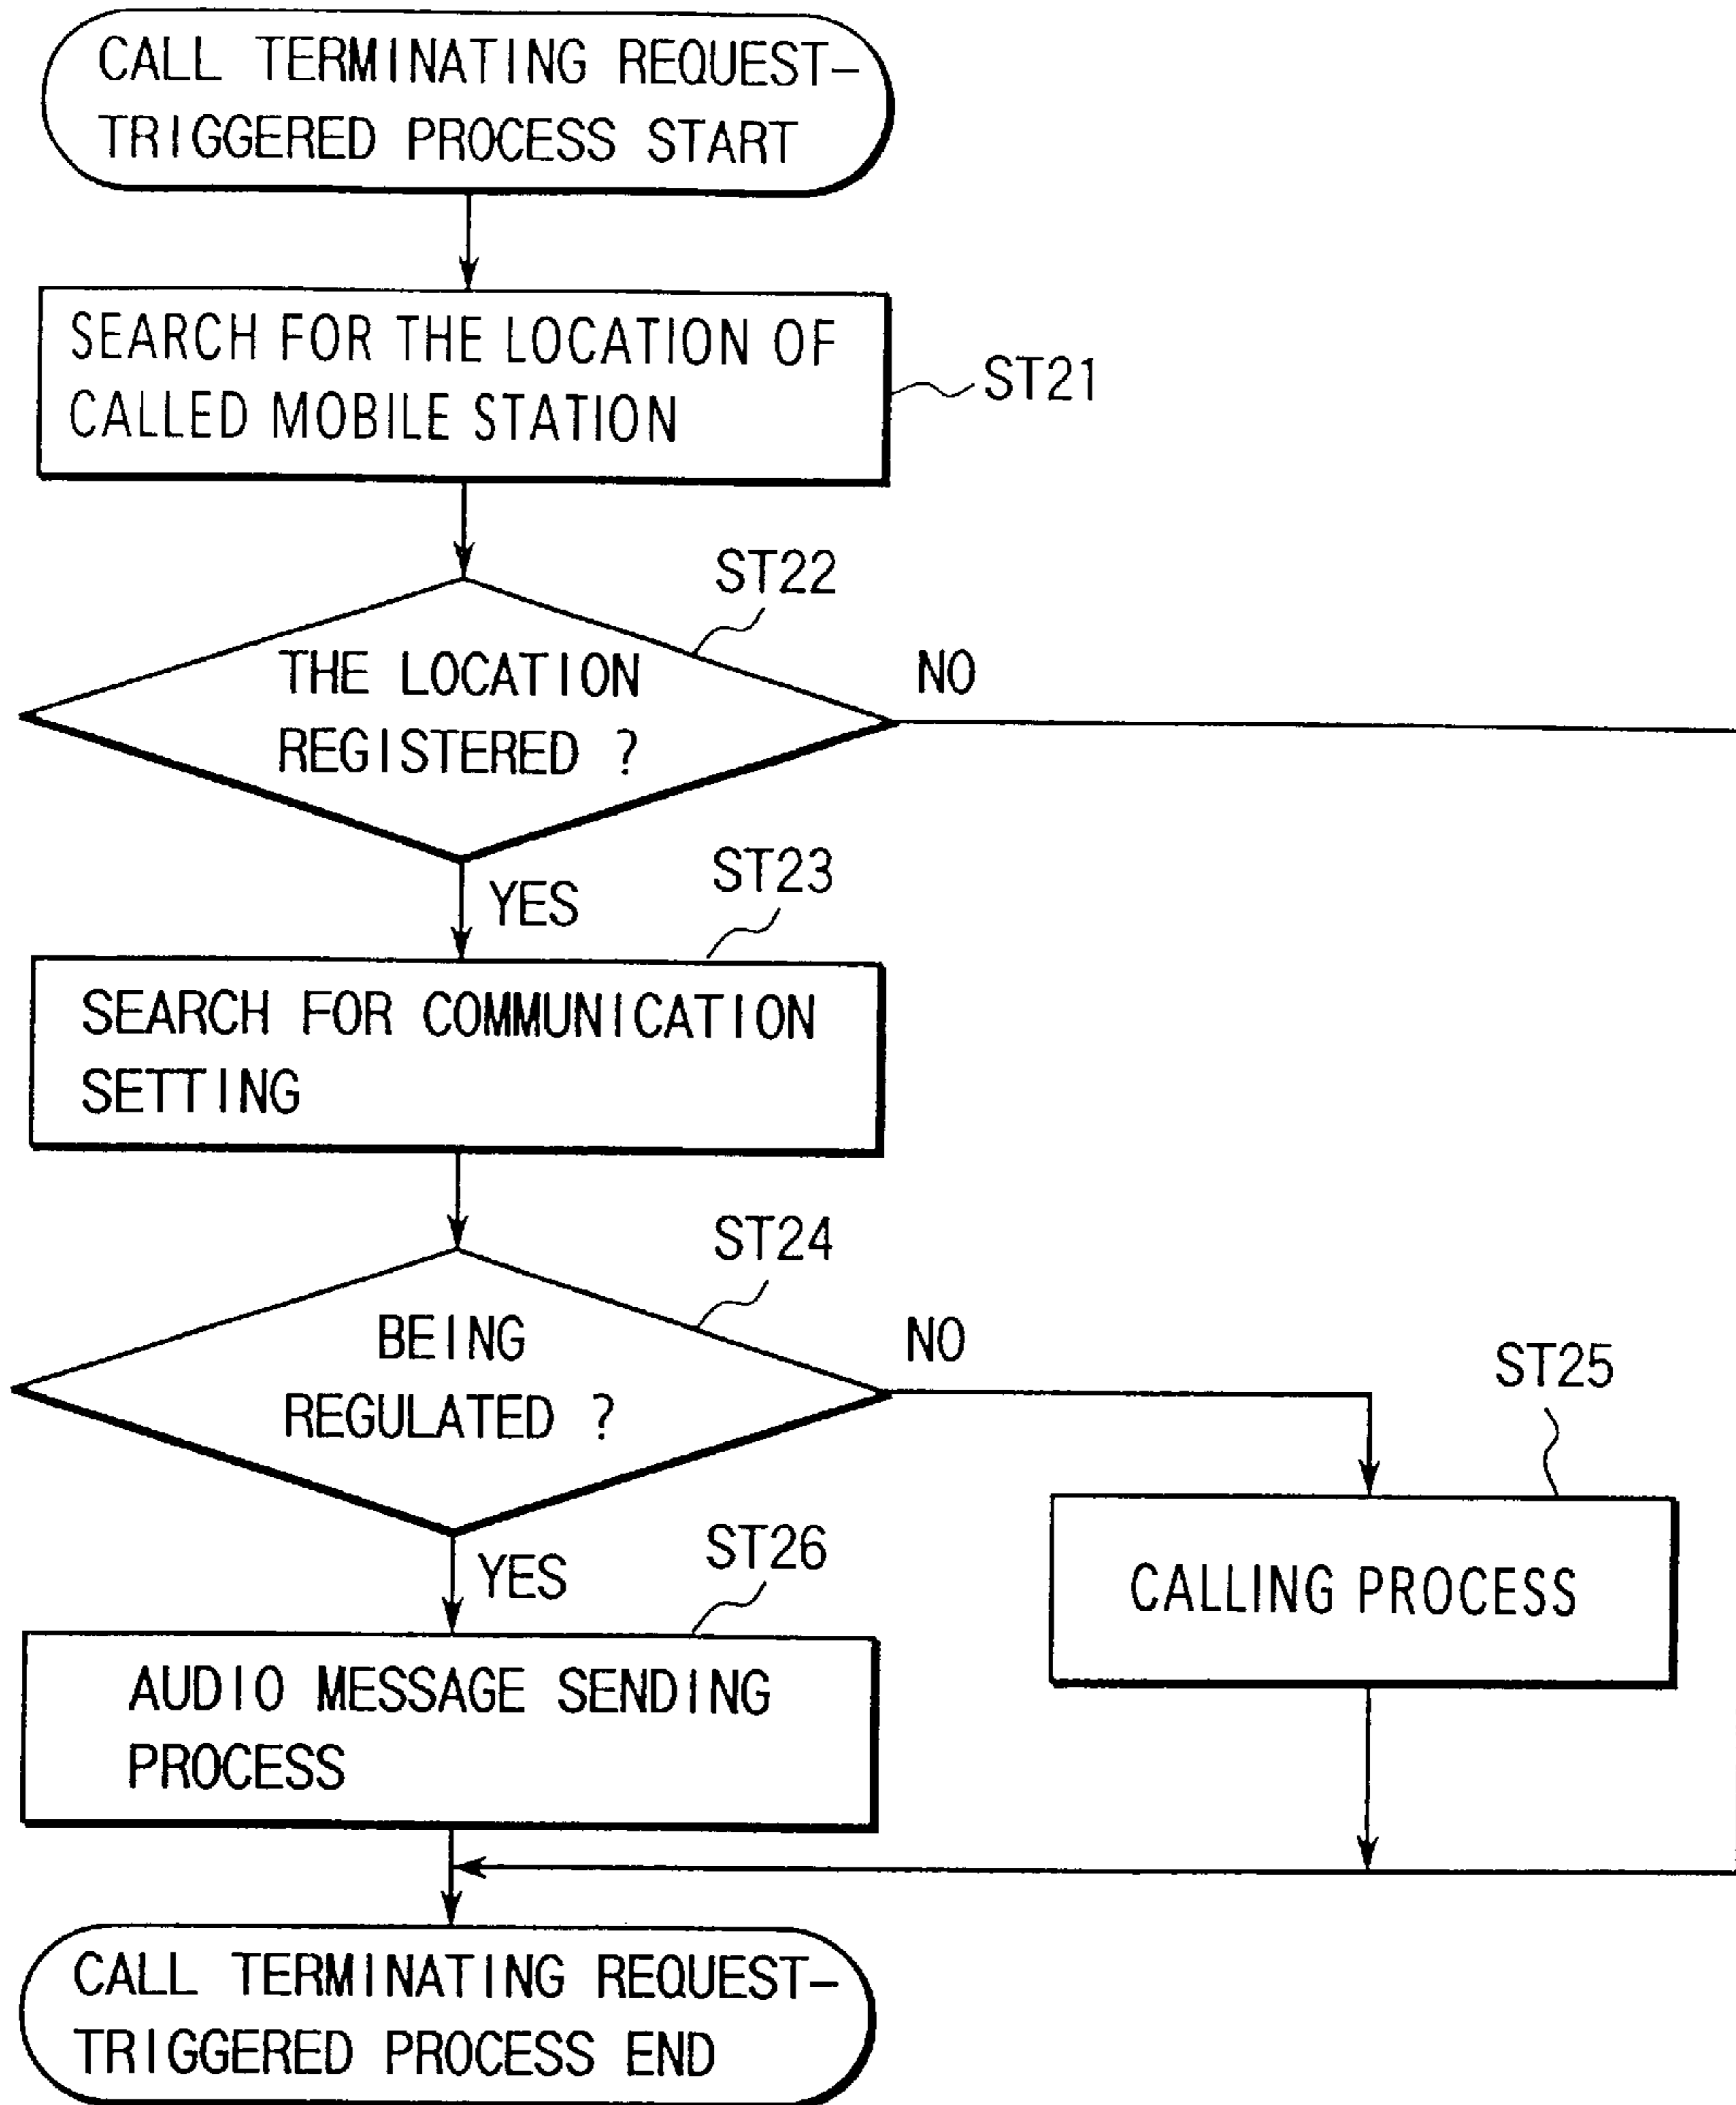 CALL TERMINATING REQUEST-
TRIGGERED PROCESS START
SEARCH FOR THE LOCATION OF
CALLED MOBILE STATION
ST21
ST22
THE LOCATION
REGISTERED ?
NO
YES
ST23
SEARCH FOR COMMUNICATION
SETTING
ST24
BEING
REGULATED ?
NO
ST25
CALLING PROCESS
YES
ST26
AUDIO MESSAGE SENDING
PROCESS
CALL TERMINATING REQUEST-
TRIGGERED PROCESS END